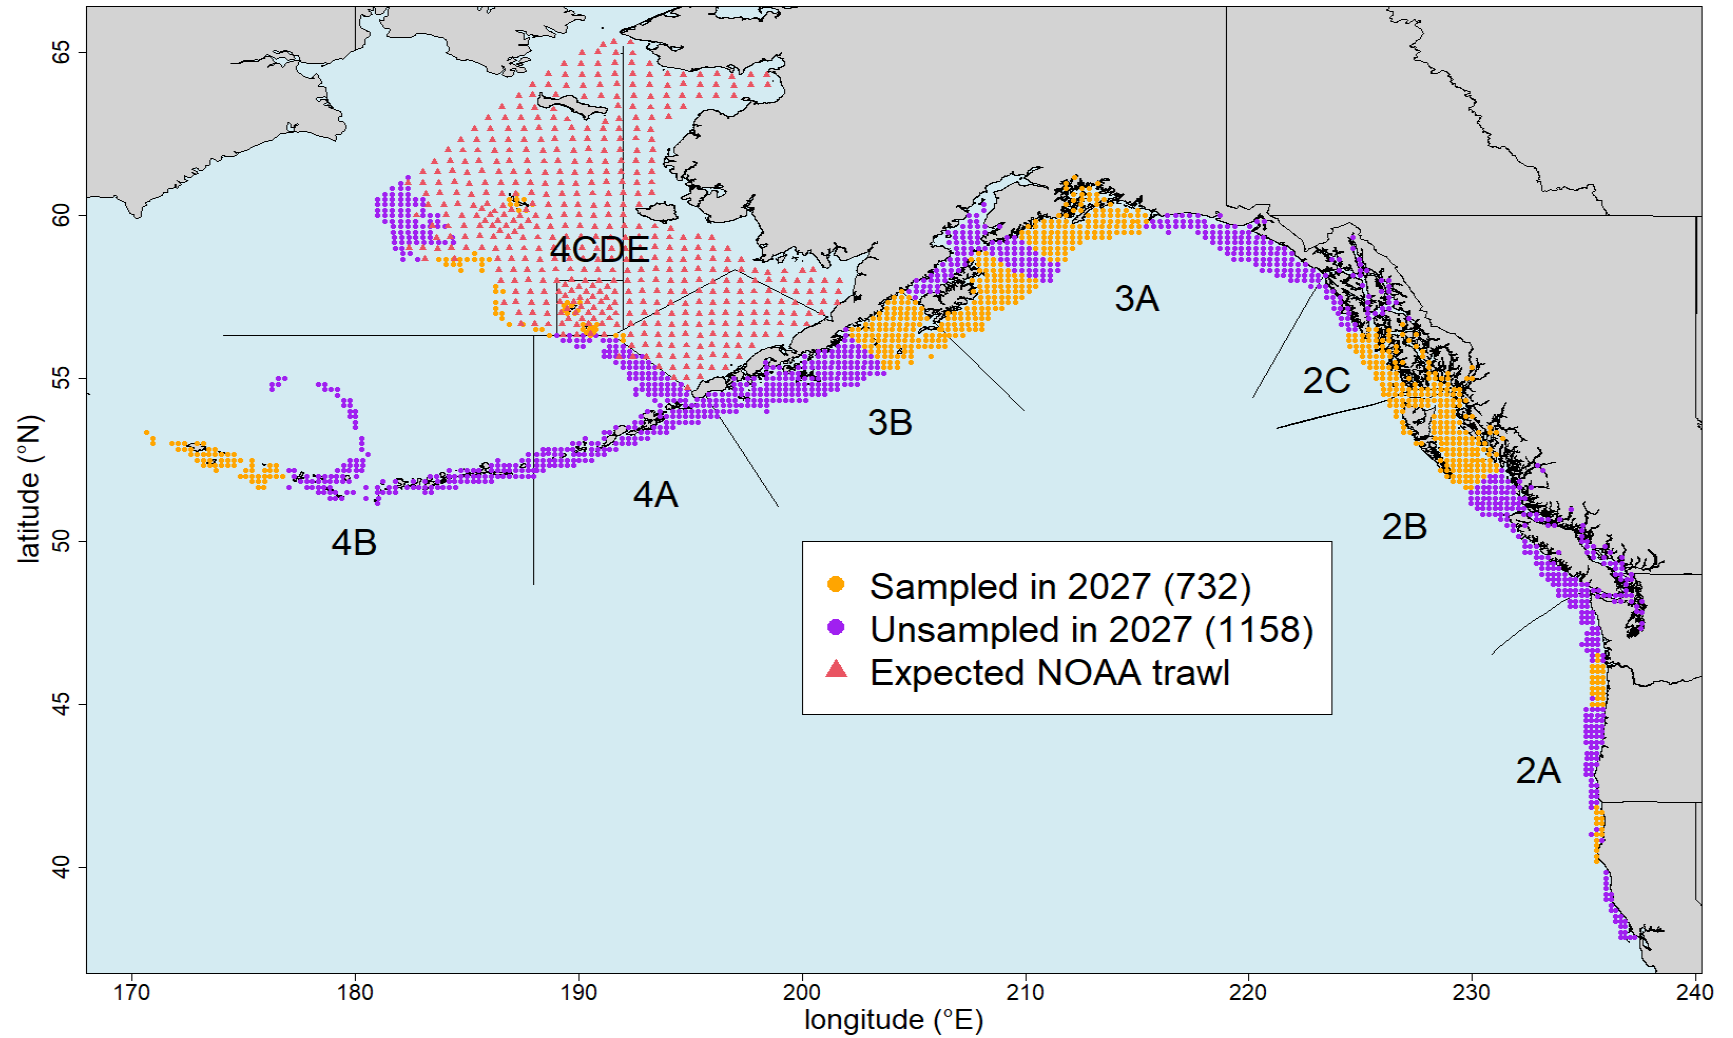 65
60
55
50
45
40
latitude (°N)
4CDE
3A
2C
3B
4A
2B
4B
2A
Sampled in 2027 (732)
Unsampled in 2027 (1158)
Expected NOAA trawl
170
180
190
200
210
220
230
240
longitude (°E)